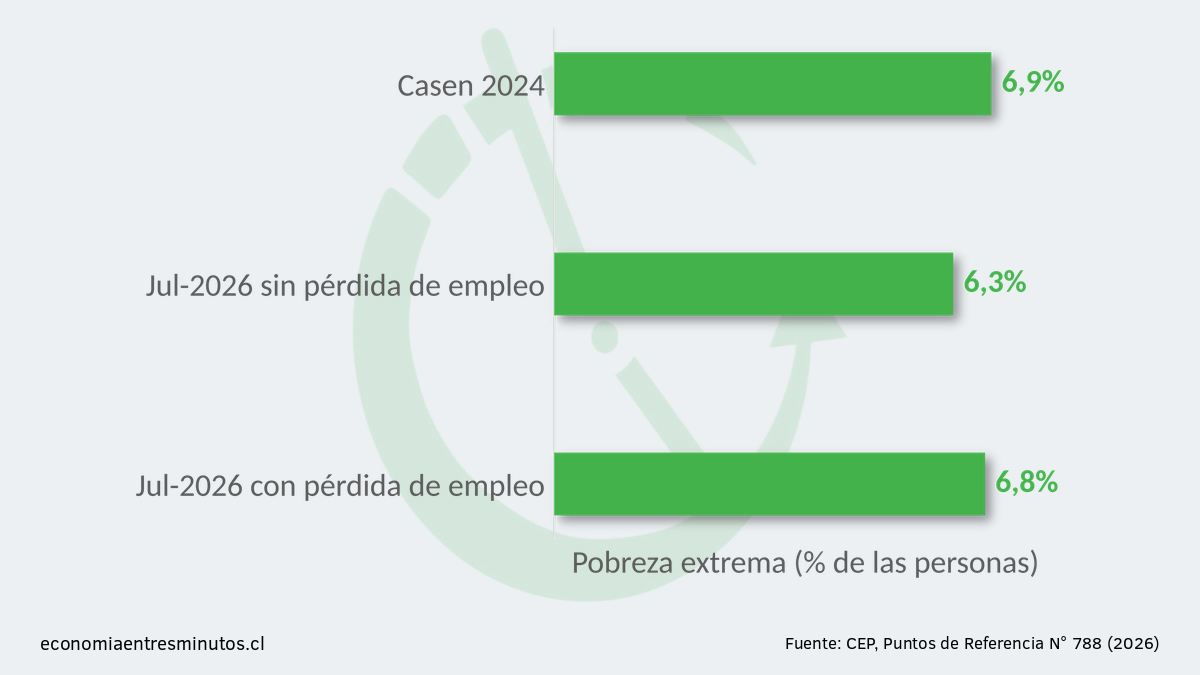 Casen 2024
6,9%
Jul-2026 sin pérdida de empleo
6,3%
Jul-2026 con pérdida de empleo
6,8%
Pobreza extrema (% de las personas)
economiaentresminutos.cl
Fuente: CEP, Puntos de Referencia N° 788 (2026)